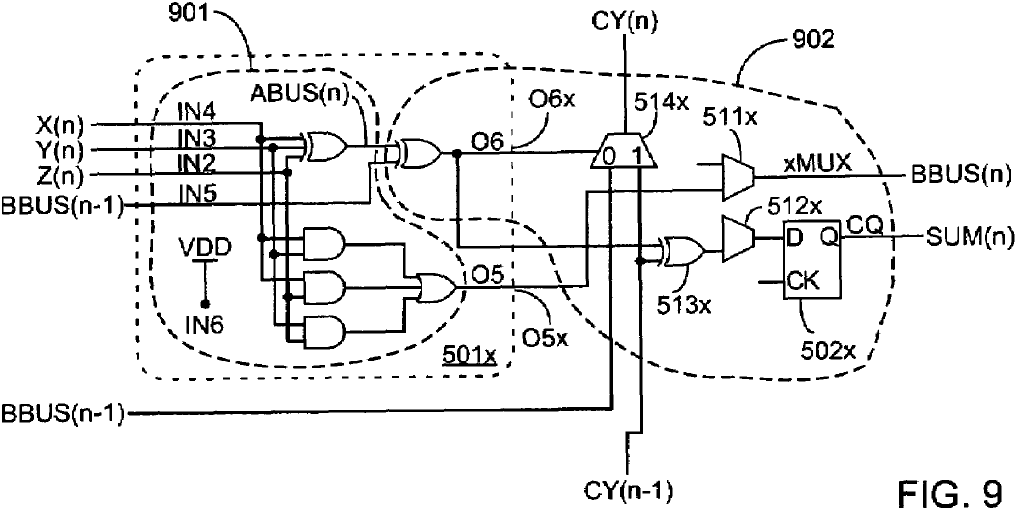 CY(n)
901
902
ABUS(n)
O6x
514x
511x
X(n)
IN4
Y(n)
IN3
O6
Z(n)
IN2
0 1
xMUX
BBUS(n)
BBUS(n-1)
IN5
512x
VDD
D Q
CQ
SUM(n)
O5
CK
513x
IN6
O5x
501x
502x
BBUS(n-1)
CY(n-1)
FIG. 9